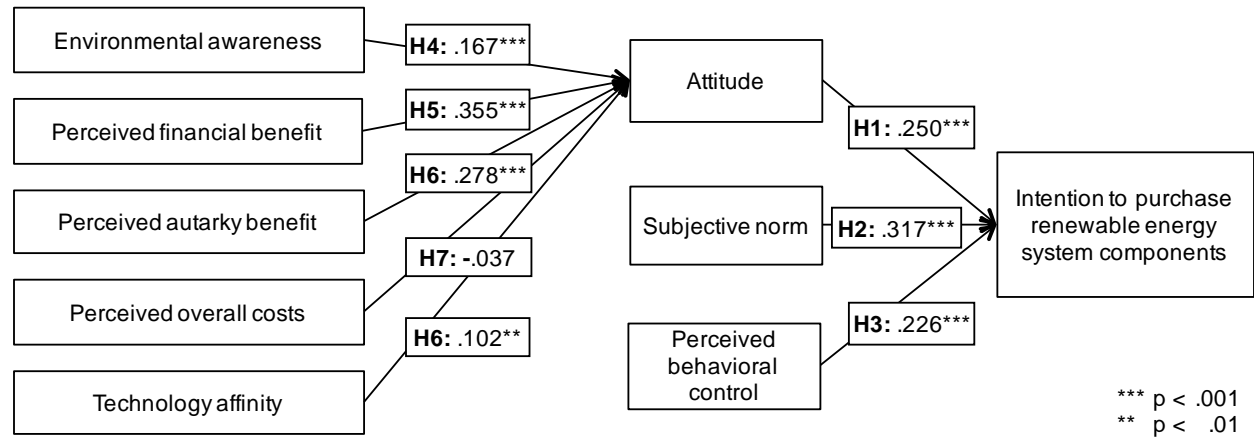 Environmental awareness
Perceived financial benefit
Perceived autarky benefit
Perceived overall costs
Technology affinity
H4: .167***
H5: .355***
H6: .278***
H7: -.037
H6: .102**
Attitude
Subjective norm
Perceived
behavioral
control
H1: .250***
H2: .317***
H3: .226***
Intention to purchase
renewable energy
system components
*** p < .001
** p < .01